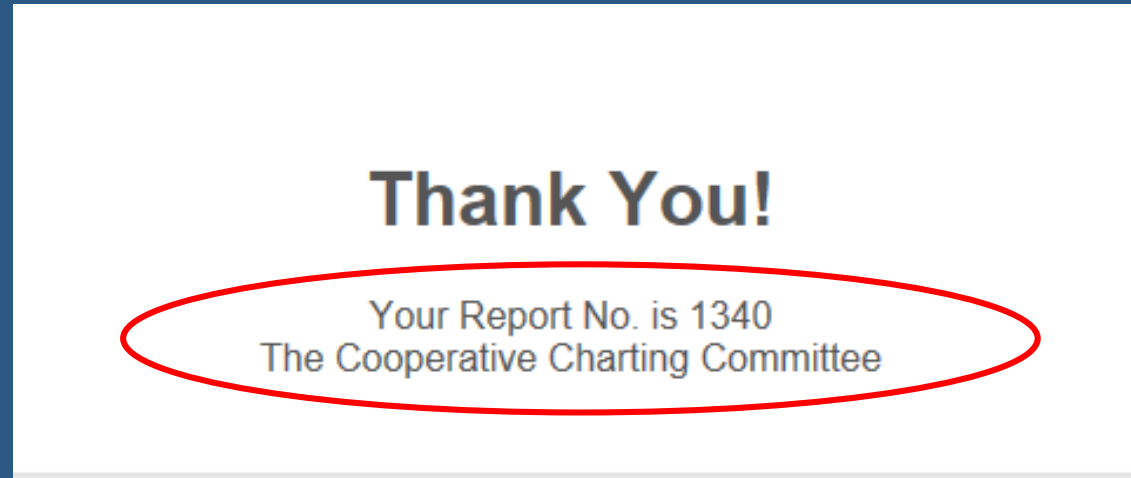 Thank You!
Your Report No. is 1340
The Cooperative Charting Committee